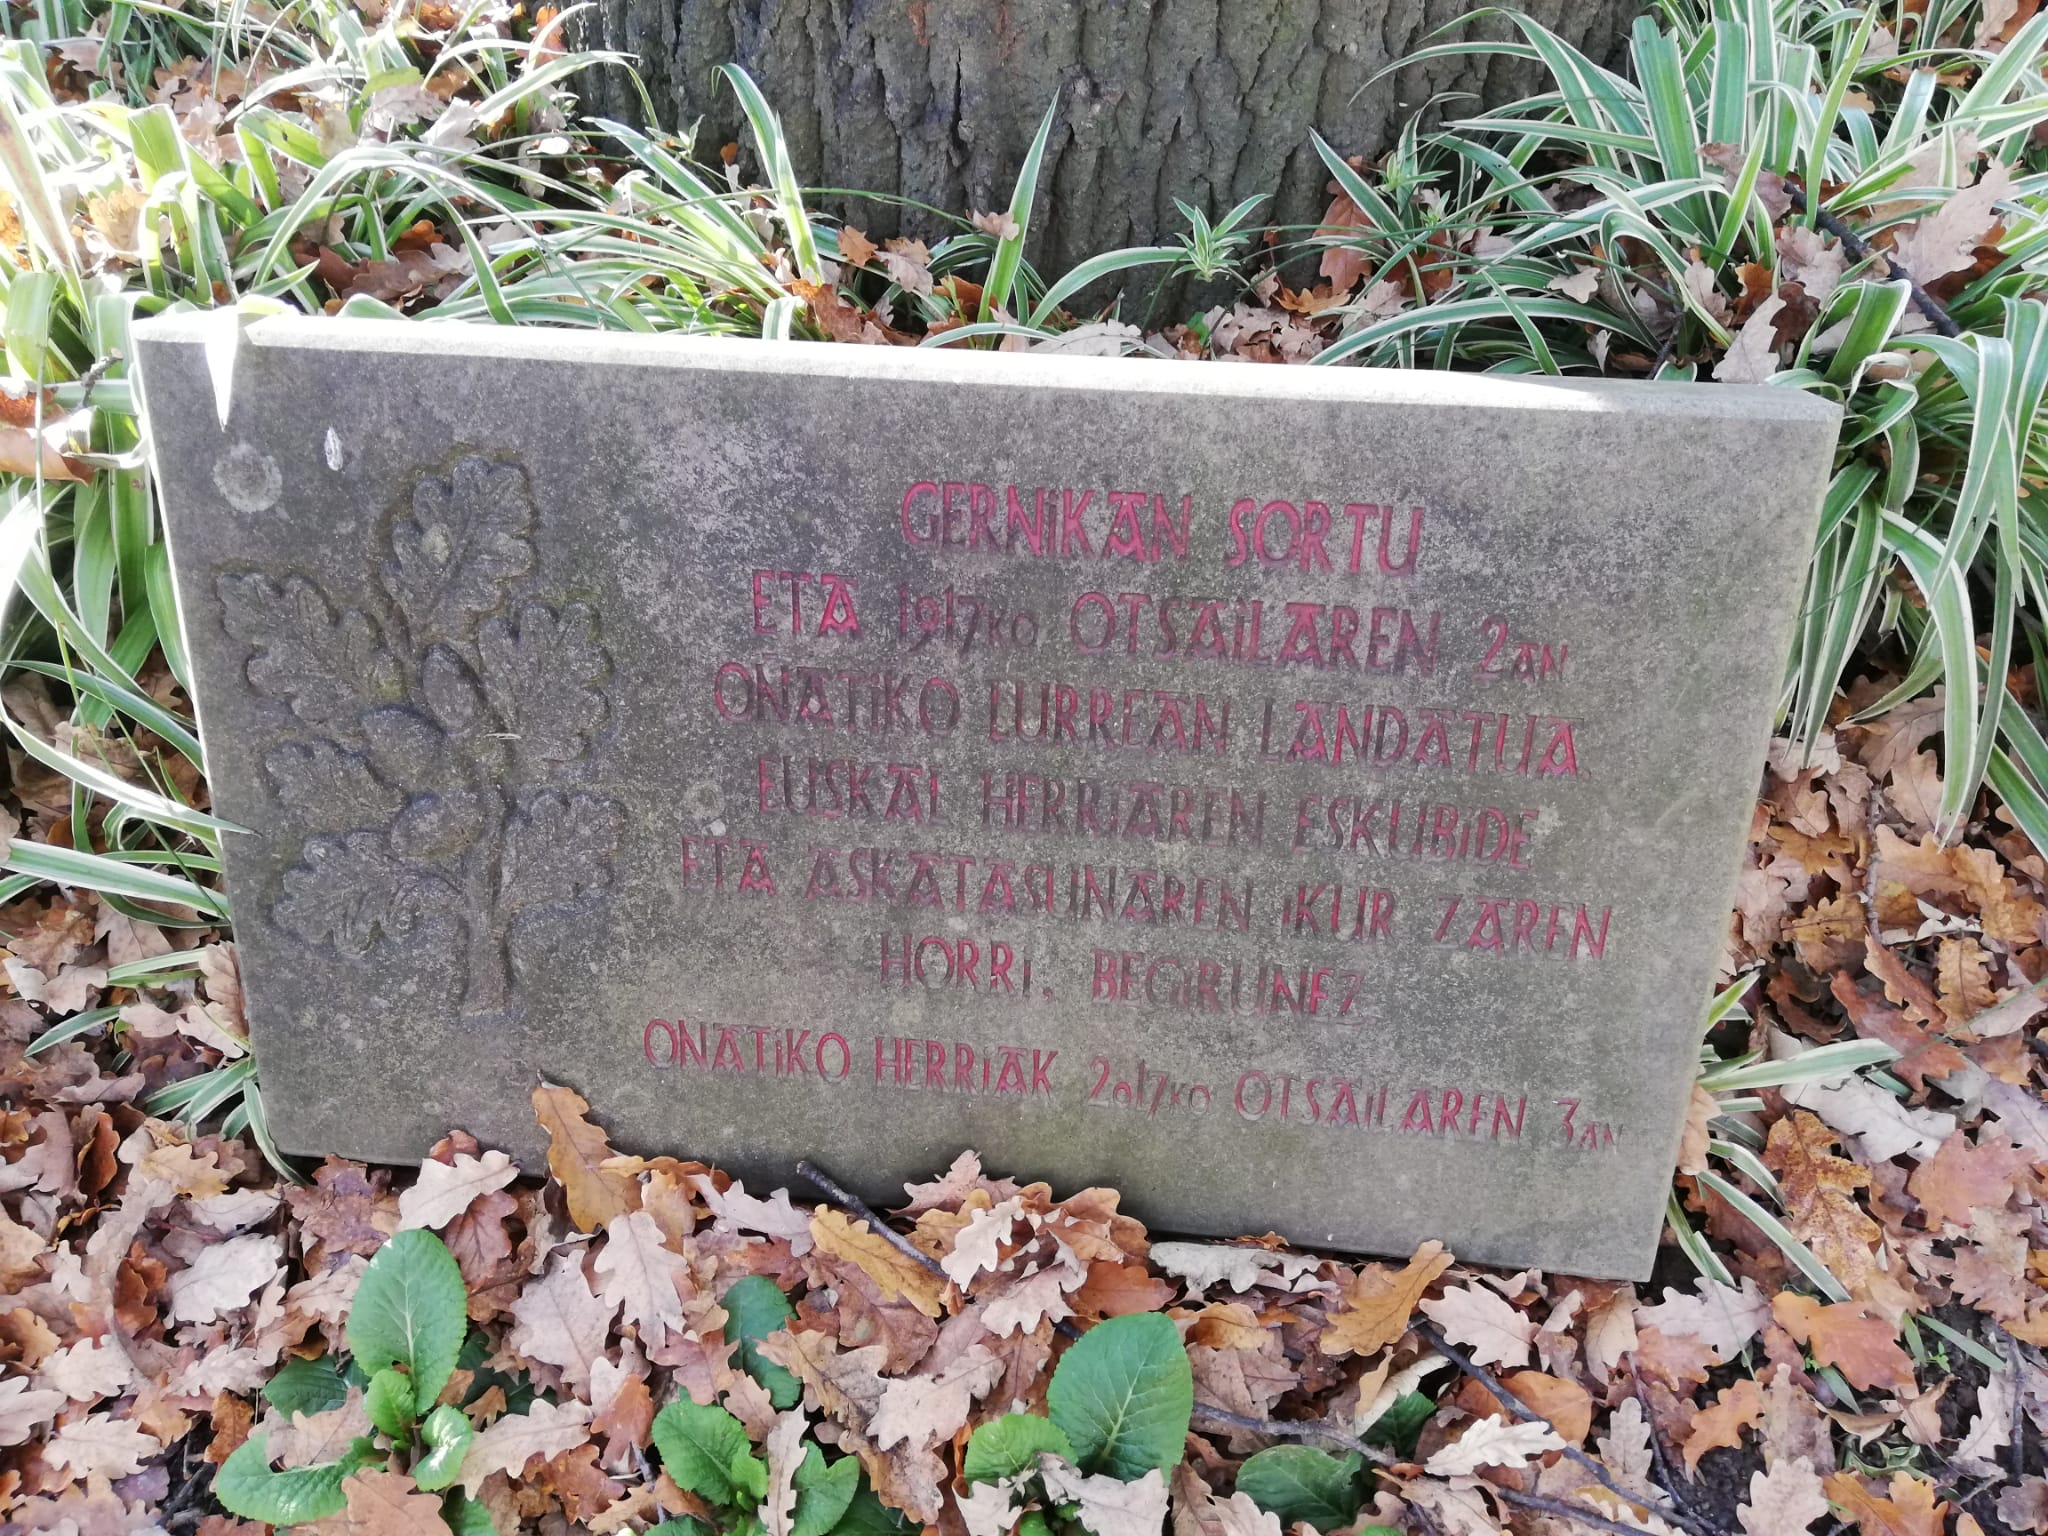 GERNIKAN SORTU
ETA 1917KO OTSAILAREN 2AN
OÑATIKO LURREAN LANDATUA.
EUSKAL HERRIAREN ESKUBIDE
ETA ASKATASUNAREN IKUR ZAREN
HORRI, BEGIRUNEZ
OÑATIKO HERRIAK 2017KO OTSAILAREN 3AN